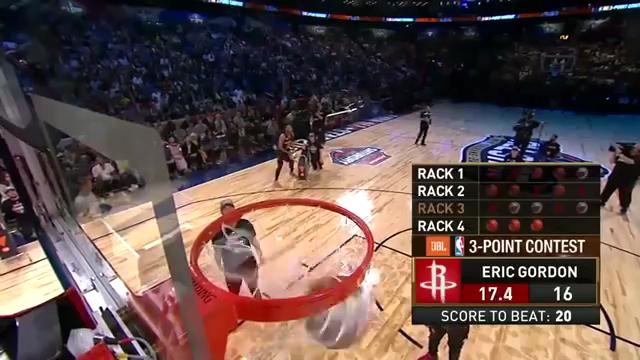 RACK 1
RACK 2
RACK 3
RACK 4
JBL 3-POINT CONTEST
ERIC GORDON
17.4 16
SCORE TO BEAT: 20